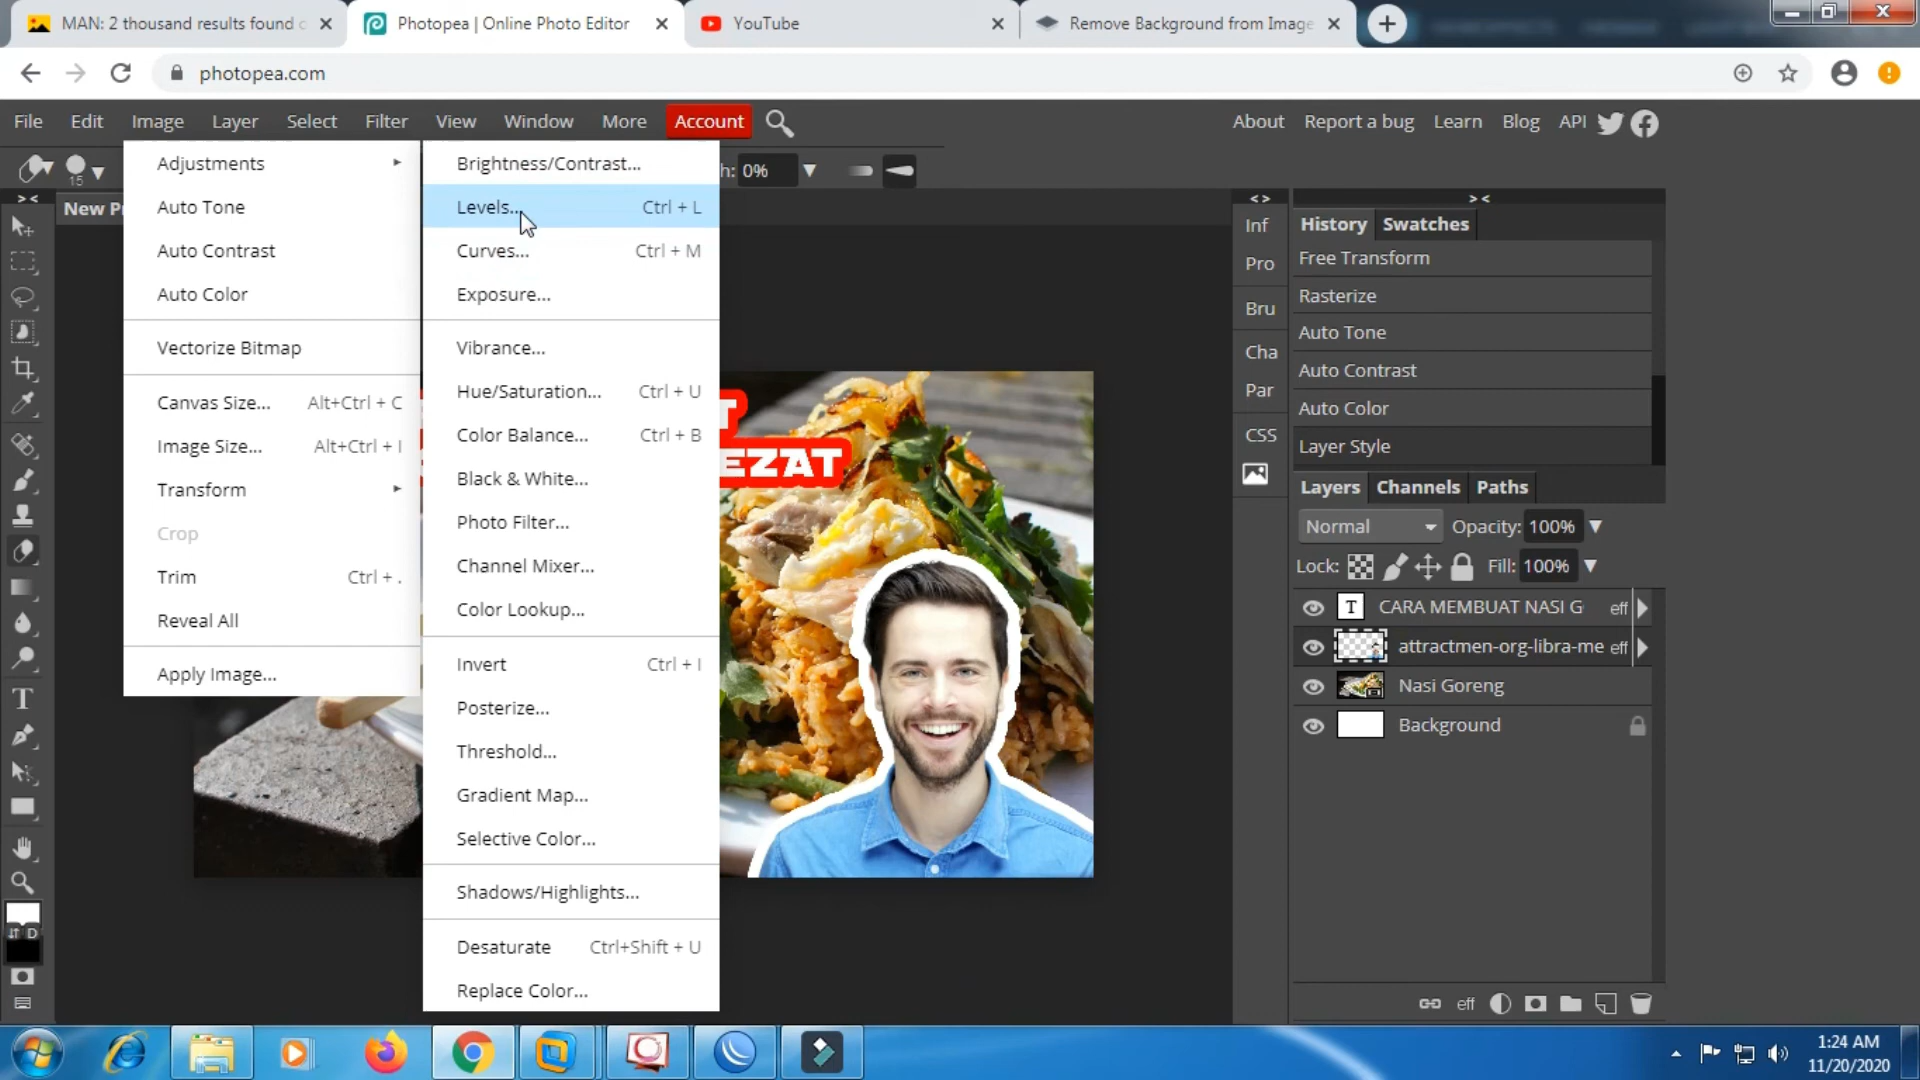 MAN: 2 thousand results found o
Photopea | Online Photo Editor
YouTube
Remove Background from Image
photopea.com
File Edit Image Layer Select Filter View Window More Account
About Report a bug Learn Blog API
15
h: 0%
New Pr
Adjustments
Auto Tone
Auto Contrast
Auto Color
Vectorize Bitmap
Canvas Size... Alt+Ctrl + C
Image Size... Alt+Ctrl + I
Transform
Crop
Trim Ctrl + .
Reveal All
Apply Image...
Brightness/Contrast...
Levels... Ctrl + L
Curves... Ctrl + M
Exposure...
Vibrance...
Hue/Saturation... Ctrl + U
Color Balance... Ctrl + B
Black & White...
Photo Filter...
Channel Mixer...
Color Lookup...
Invert Ctrl + I
Posterize...
Threshold...
Gradient Map...
Selective Color...
Shadows/Highlights...
Desaturate Ctrl+Shift + U
Replace Color...
T
EZAT
D
> <
< >
> <
Inf
Pro
Bru
Cha
Par
CSS
History Swatches
Free Transform
Rasterize
Auto Tone
Auto Contrast
Auto Color
Layer Style
Layers Channels Paths
Normal Opacity: 100%
Lock: Fill: 100%
T CARA MEMBUAT NASI G eff
attractmen-org-libra-me eff
Nasi Goreng
Background
eff
1:24 AM
11/20/2020